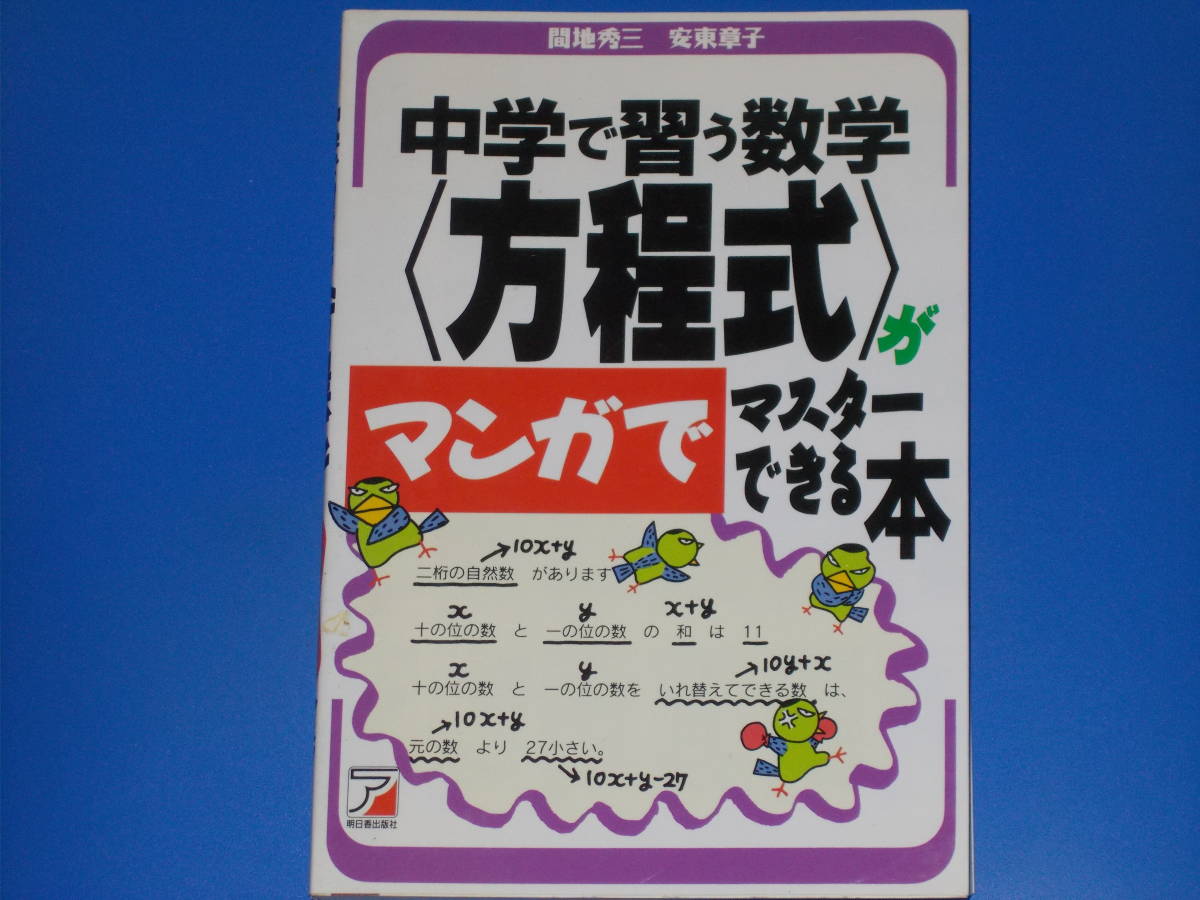 間地秀三 安東章子
中学で習う数学
〈方程式〉が
マンガで
マスター
できる本
→10x+y
二桁の自然数 があります
x y x+y
十の位の数 と 一の位の数 の 和 は 11
x y →10y+x
十の位の数 と 一の位の数を いれ替えてできる数 は、
→10x+y
元の数 より 27小さい。
→10x+y-27
ア
明日香出版社